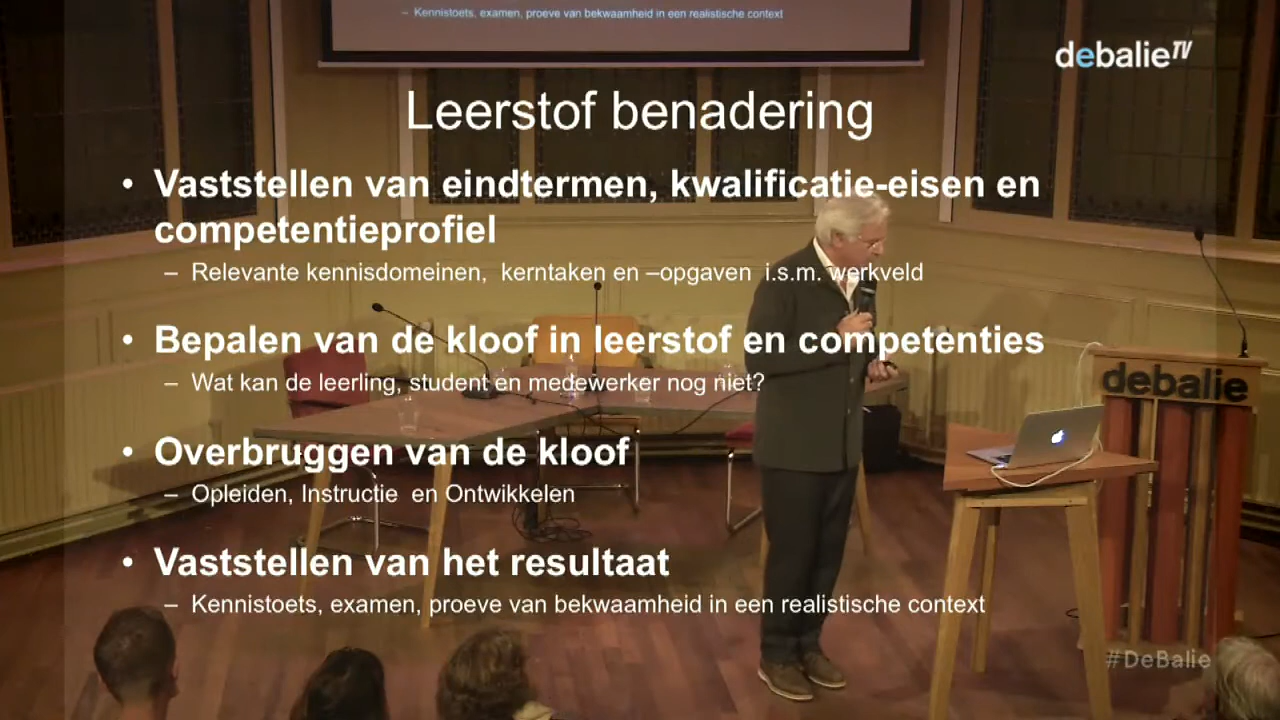 – Kennistoets, examen, proeve van bekwaamheid in een realistische context
debalieTV
Leerstof benadering
• Vaststellen van eindtermen, kwalificatie-eisen en
competentieprofiel
– Relevante kennisdomeinen, kerntaken en –opgaven i.s.m. werkveld
• Bepalen van de kloof in leerstof en competenties
– Wat kan de leerling, student en medewerker nog niet?
debalie
• Overbruggen van de kloof
– Opleiden, Instructie en Ontwikkelen
• Vaststellen van het resultaat
– Kennistoets, examen, proeve van bekwaamheid in een realistische context
#DeBalie